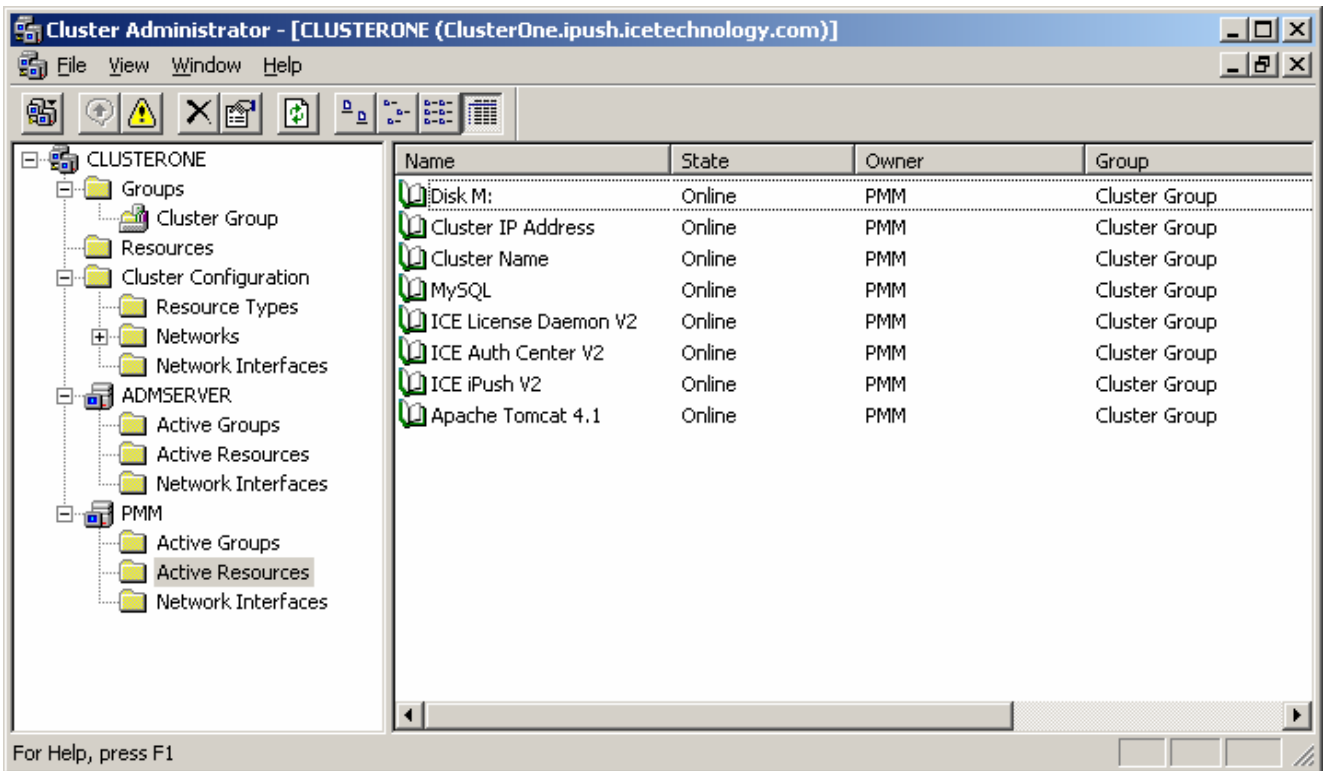 Cluster Administrator - [CLUSTERONE (ClusterOne.ipush.icetechnology.com)]
File View Window Help
CLUSTERONE
Groups
Cluster Group
Resources
Cluster Configuration
Resource Types
Networks
Network Interfaces
ADMSERVER
Active Groups
Active Resources
Network Interfaces
PMM
Active Groups
Active Resources
Network Interfaces
Name State Owner Group
Disk M: Online PMM Cluster Group
Cluster IP Address Online PMM Cluster Group
Cluster Name Online PMM Cluster Group
MySQL Online PMM Cluster Group
ICE License Daemon V2 Online PMM Cluster Group
ICE Auth Center V2 Online PMM Cluster Group
ICE iPush V2 Online PMM Cluster Group
Apache Tomcat 4.1 Online PMM Cluster Group
For Help, press F1